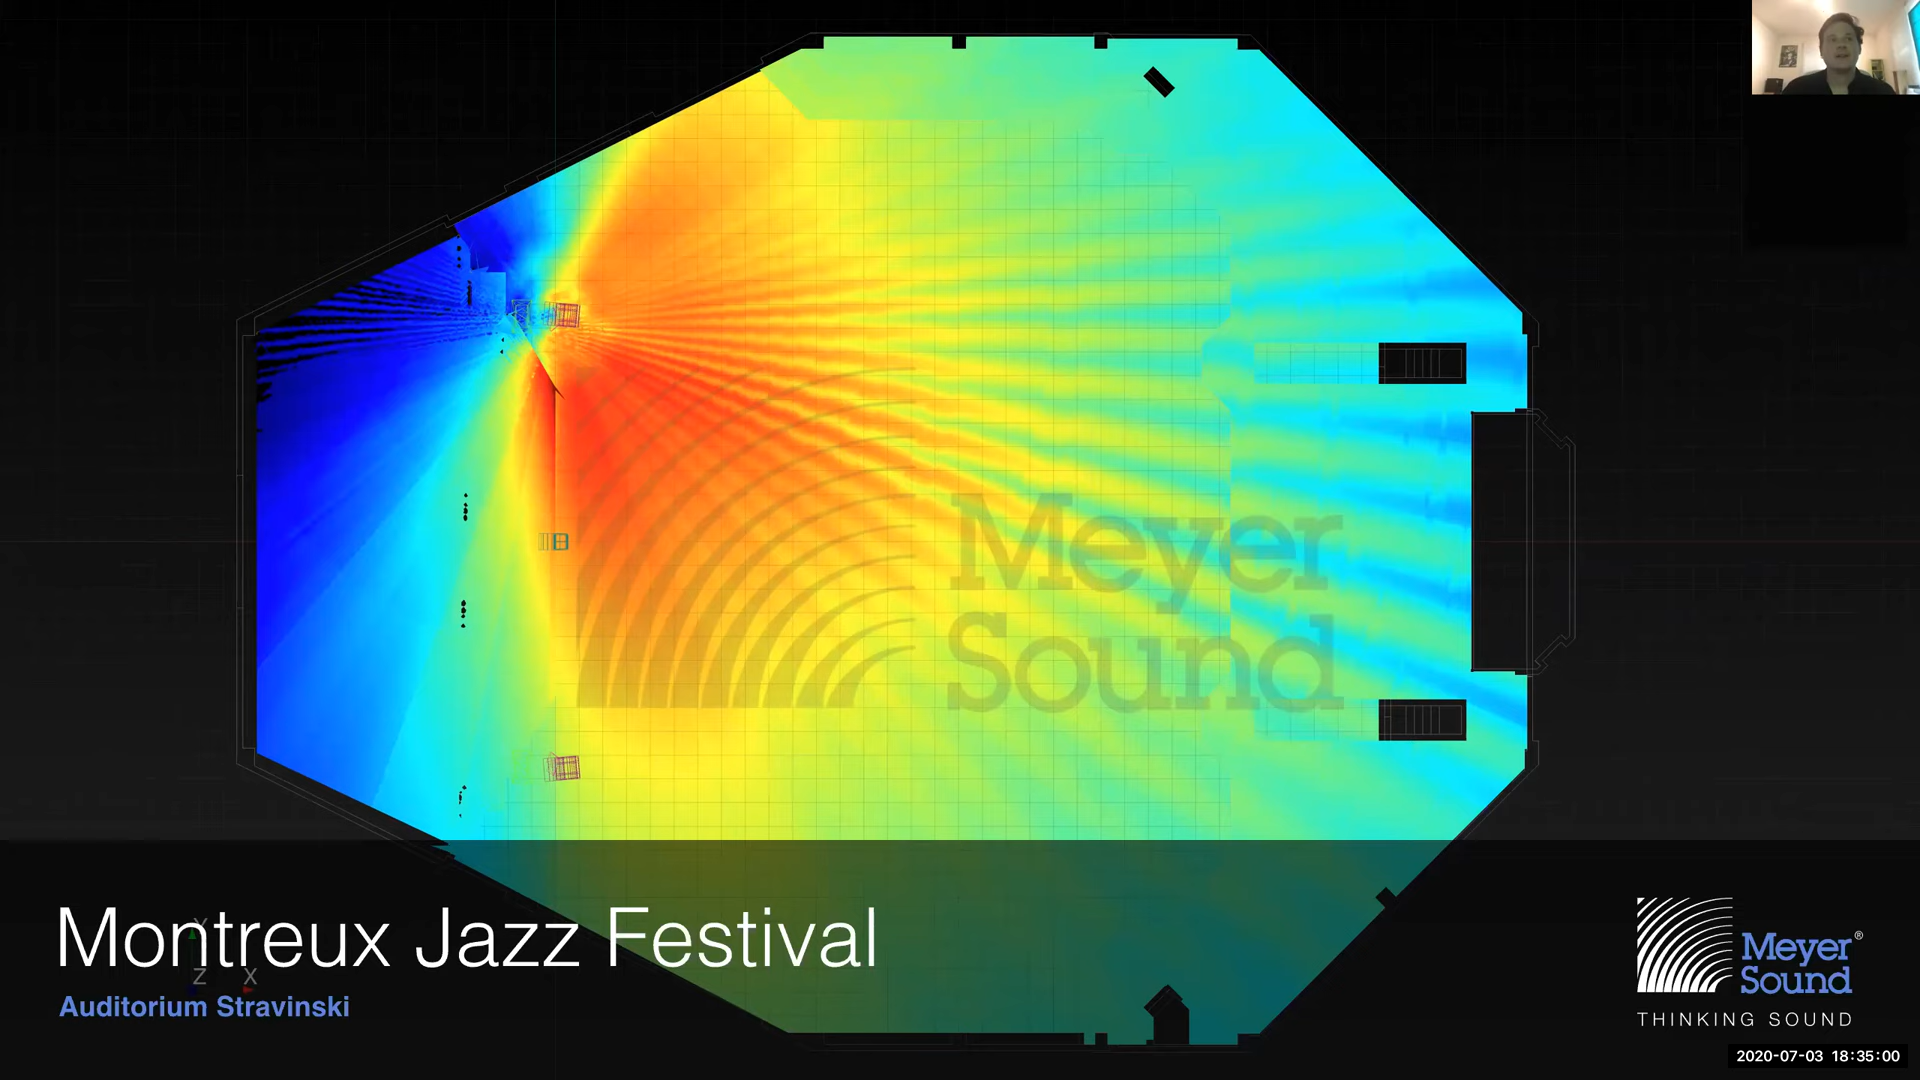 Meyer
Sound
Montreux Jazz Festival
Y
Z
X
Auditorium Stravinski
Meyer®
Sound
THINKING SOUND
2020-07-03 18:35:00